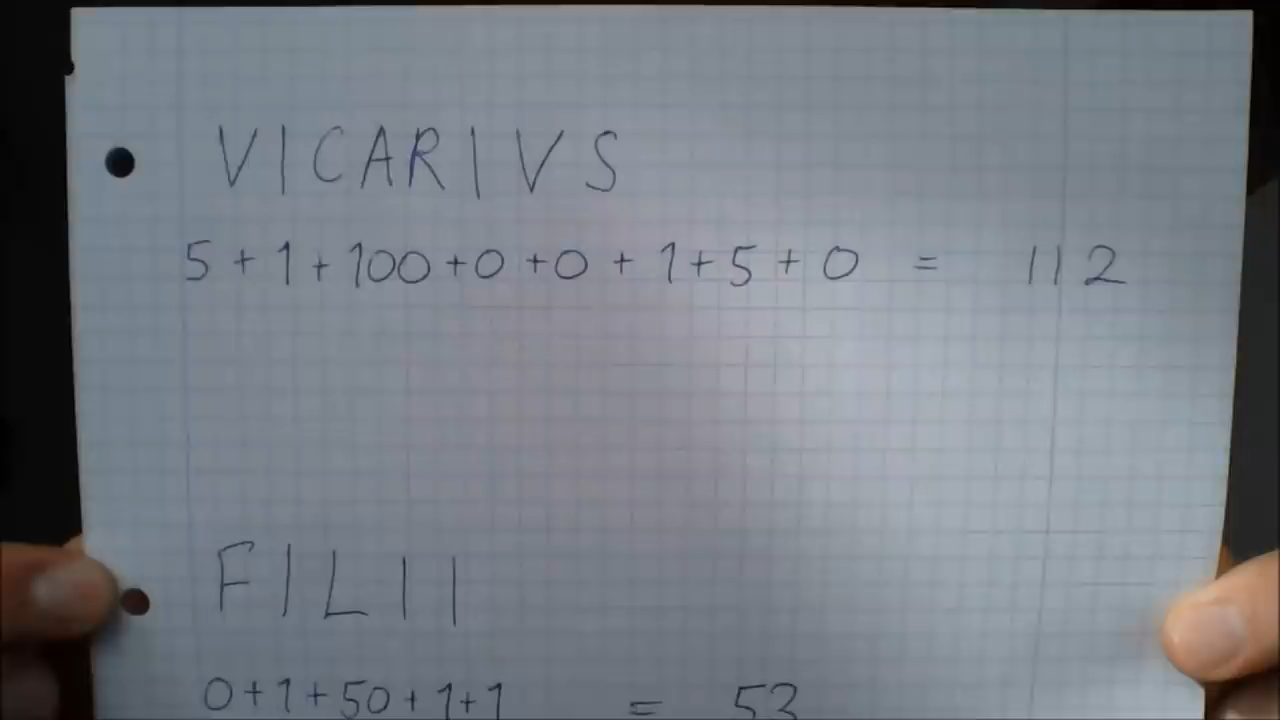 VICARIVS
5+1+100+0+0+1+5+0 = 112
FILII
0+1+50+1+1 = 53